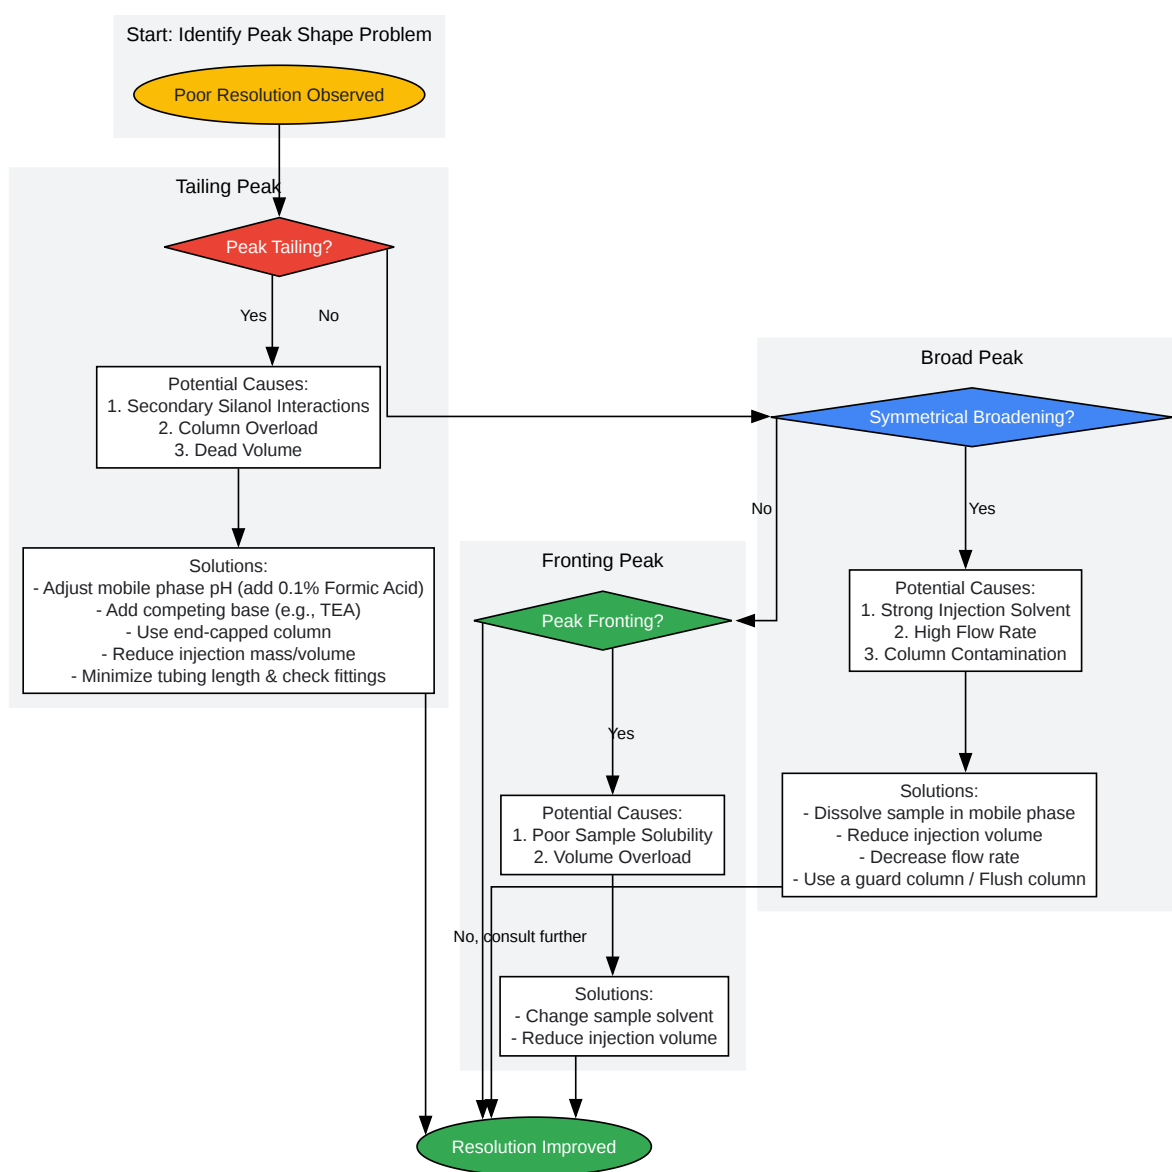 Start: Identify Peak Shape Problem
Poor Resolution Observed
Tailing Peak
Peak Tailing?
Yes
No
Potential Causes:
1. Secondary Silanol Interactions
2. Column Overload
3. Dead Volume
Solutions:
- Adjust mobile phase pH (add 0.1% Formic Acid)
- Add competing base (e.g., TEA)
- Use end-capped column
- Reduce injection mass/volume
- Minimize tubing length & check fittings
Broad Peak
Symmetrical Broadening?
No
Yes
Potential Causes:
1. Strong Injection Solvent
2. High Flow Rate
3. Column Contamination
Solutions:
- Dissolve sample in mobile phase
- Reduce injection volume
- Decrease flow rate
- Use a guard column / Flush column
Fronting Peak
Peak Fronting?
Yes
Potential Causes:
1. Poor Sample Solubility
2. Volume Overload
No, consult further
Solutions:
- Change sample solvent
- Reduce injection volume
Resolution Improved